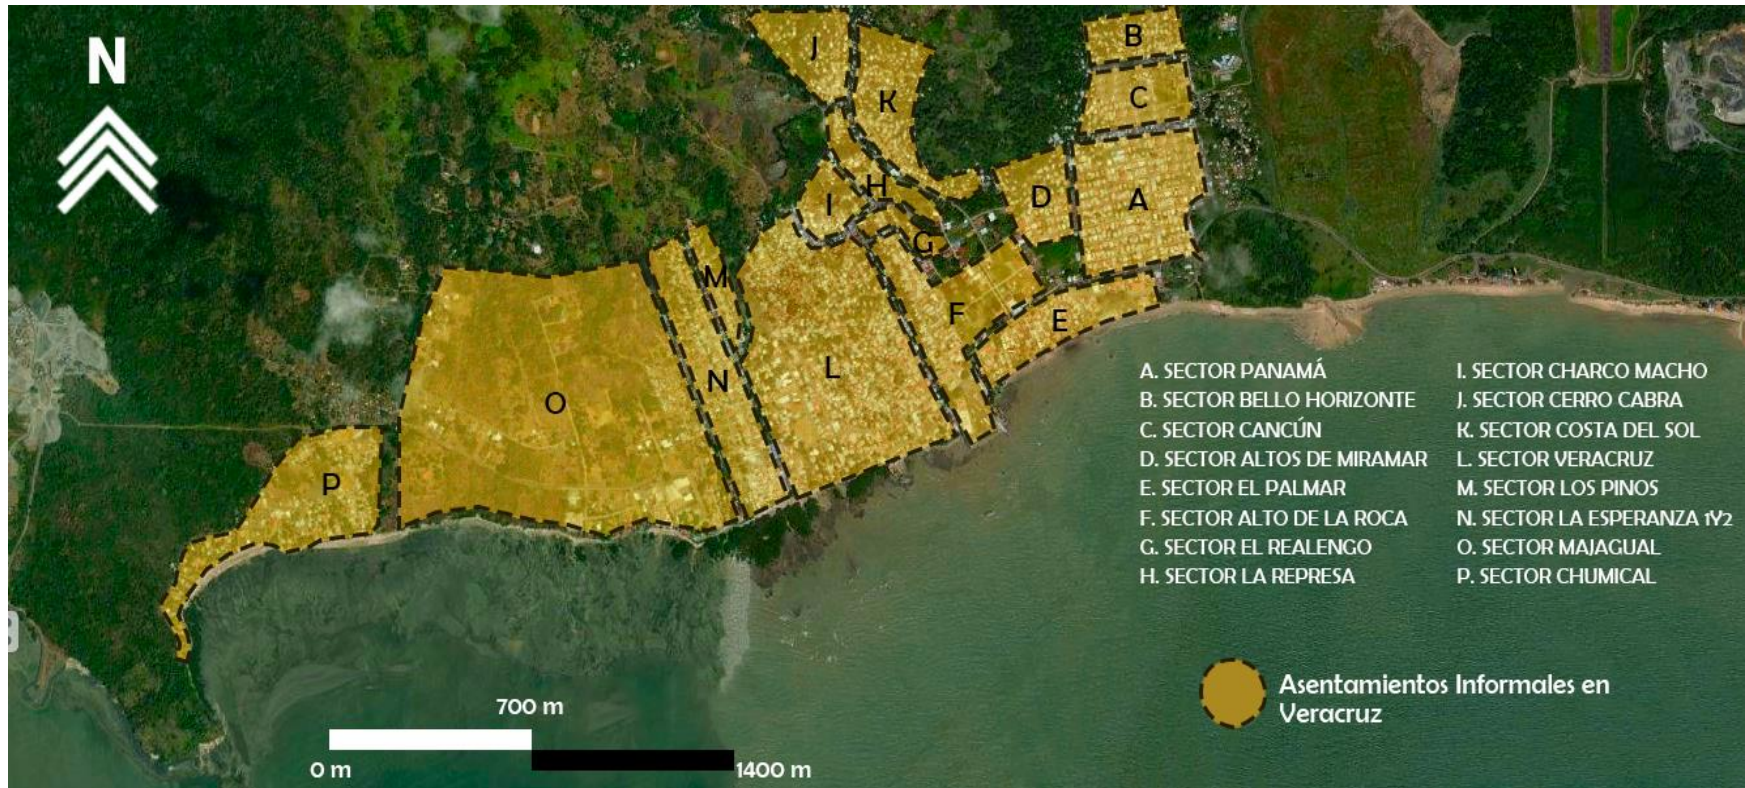 N
J
B
K
C
H
D
A
I
G
M
F
E
O
N
L
P
A. SECTOR PANAMÁ
B. SECTOR BELLO HORIZONTE
C. SECTOR CANCÚN
D. SECTOR ALTOS DE MIRAMAR
E. SECTOR EL PALMAR
F. SECTOR ALTO DE LA ROCA
G. SECTOR EL REALENGO
H. SECTOR LA REPRESA
I. SECTOR CHARCO MACHO
J. SECTOR CERRO CABRA
K. SECTOR COSTA DEL SOL
L. SECTOR VERACRUZ
M. SECTOR LOS PINOS
N. SECTOR LA ESPERANZA 1Y2
O. SECTOR MAJAGUAL
P. SECTOR CHUMICAL
Asentamientos Informales en
Veracruz
700 m
0 m
1400 m